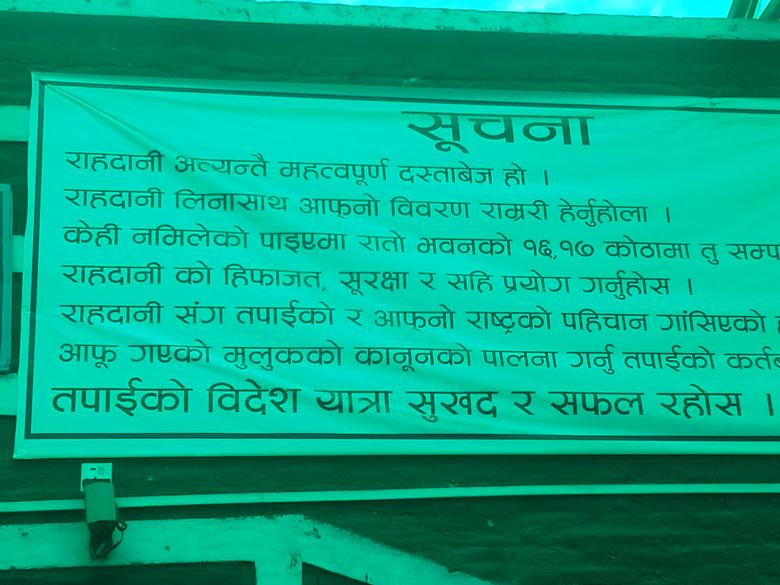 सूचना
राहदानी अत्यन्तै महत्वपूर्ण दस्ताबेज हो ।
राहदानी लिनासाथ आफ्नो विवरण राम्ररी हेर्नुहोला ।
केही नमिलेको पाइएमा रातो भवनको १६,१७ कोठामा तु
राहदानी को हिफाजत, सूरक्षा र सहि प्रयोग गर्नुहोस ।
राहदानी संग तपाईको र आफ्नो राष्ट्रको पहिचान गांसिएको
आफू गएको मुलुकको कानूनको पालना गर्नु तपाईको
तपाईको विदेश यात्रा सुखद र सफल रहोस ।